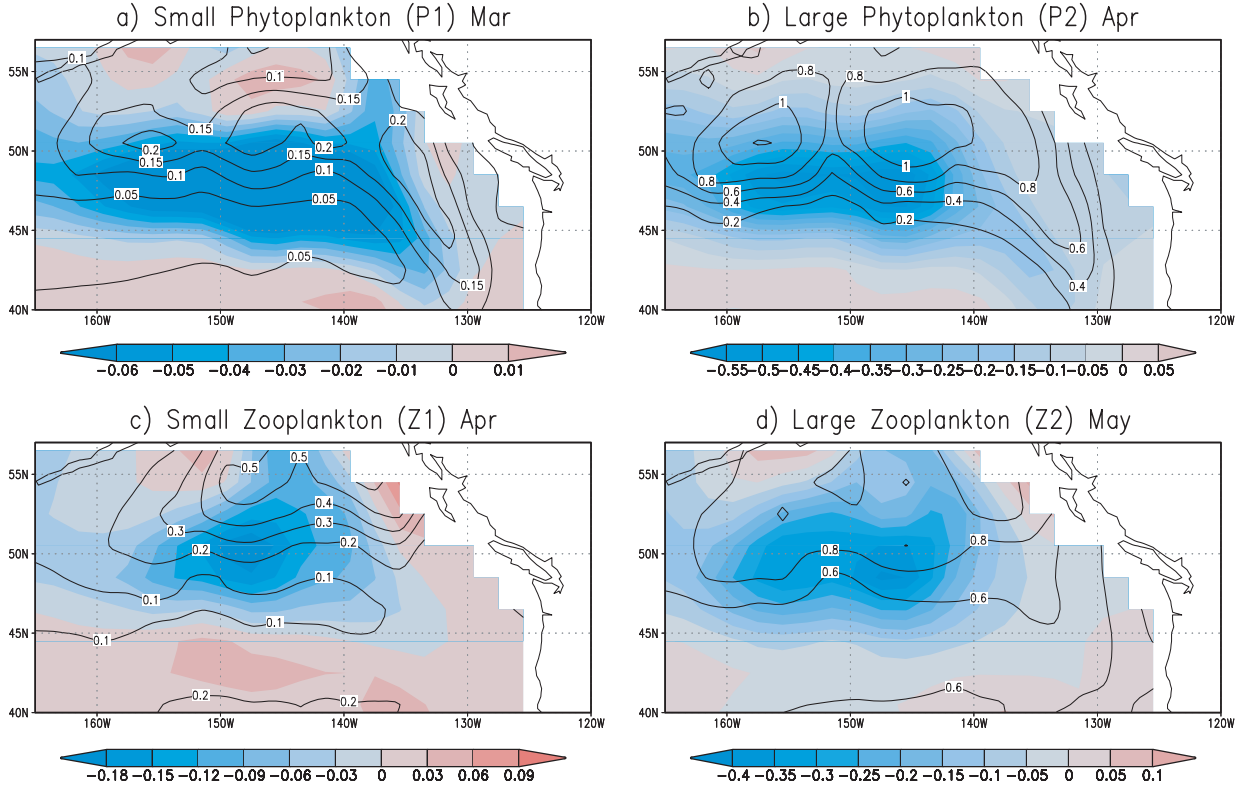 a) Small Phytoplankton (P1) Mar
55N
50N
45N
40N
160W 150W 140W 130W 120W
0.1
0.1
0.15
0.2
0.15
0.2
0.2
0.15
0.15
0.1
0.1
0.05
0.05
0.05
0.15
−0.06 −0.05 −0.04 −0.03 −0.02 −0.01 0 0.01
b) Large Phytoplankton (P2) Apr
55N
50N
45N
40N
160W 150W 140W 130W 120W
0.8
0.8
1
1
1
0.8
0.8
0.6
0.6
0.4
0.4
0.2
0.2
0.6
0.4
−0.55 −0.5 −0.45 −0.4 −0.35 −0.3 −0.25 −0.2 −0.15 −0.1 −0.05 0 0.05
c) Small Zooplankton (Z1) Apr
55N
50N
45N
40N
160W 150W 140W 130W 120W
0.5
0.5
0.4
0.3
0.3
0.2
0.2
0.1
0.1
0.1
0.1
0.2
0.2
−0.18 −0.15 −0.12 −0.09 −0.06 −0.03 0 0.03 0.06 0.09
d) Large Zooplankton (Z2) May
55N
50N
45N
40N
160W 150W 140W 130W 120W
0.8
0.8
0.6
0.6
0.6
−0.4 −0.35 −0.3 −0.25 −0.2 −0.15 −0.1 −0.05 0 0.05 0.1